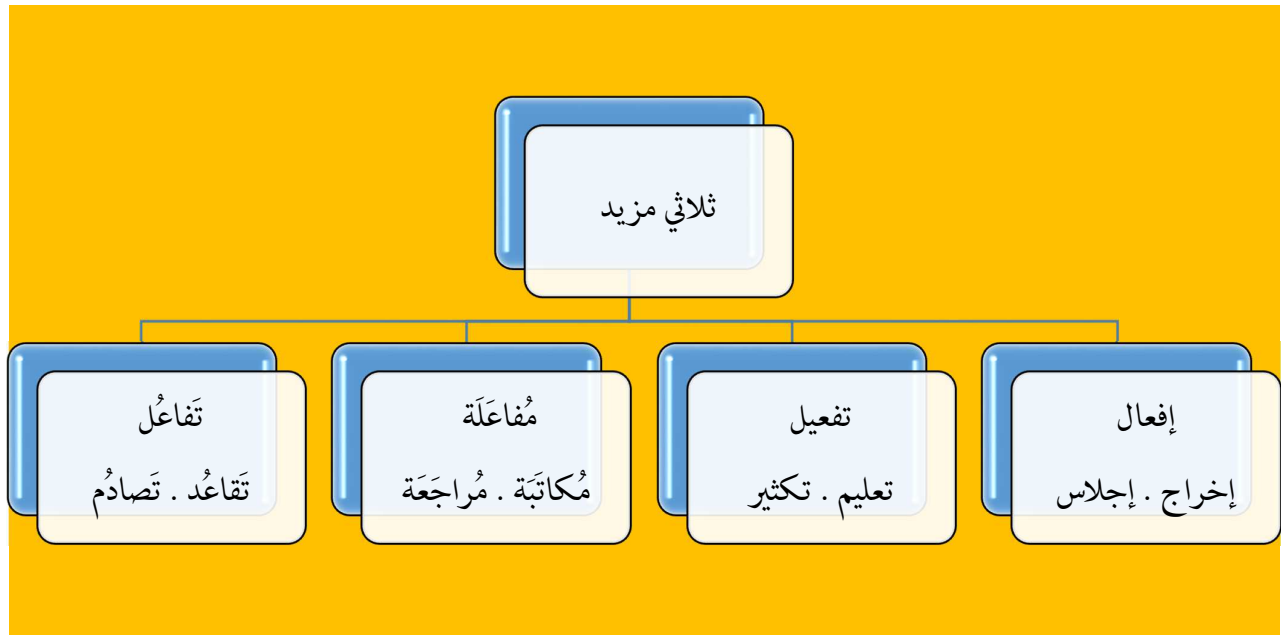 ثلاثي مزيد
إفعال
إخراج . إجلاس
تفعيل
تعليم . تكثير
مُفاعَلَة
مُكاتَبَة . مُراجَعَة
تَفاعُل
تَقاعُد . تَصادُم